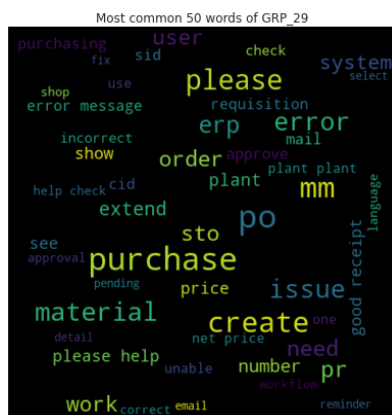 Most common 50 words of GRP_29
purchasing
user
check
fix
sid
system
shop
use
please
select
error message
requisition
error
erp
mail
incorrect
show
order
approve
plant plant
language
help check
cid
plant
mm
extend
po
good receipt
see
sto
approval
purchase
issue
pending
price
material
create
one
detail
net price
need
please help
unable
number
pr
workflow
work
correct
email
reminder